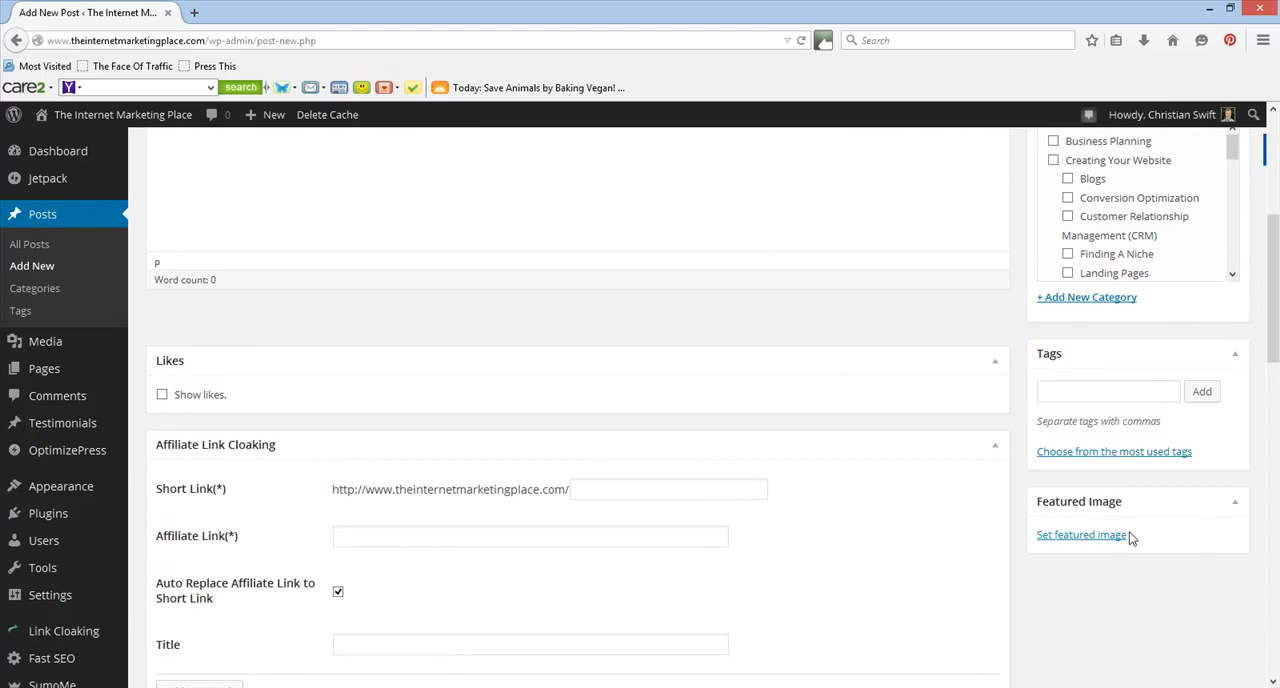 Add New Post ‹ The Internet M...
www.theinternetmarketingplace.com/wp-admin/post-new.php
Search
Most Visited
The Face Of Traffic
Press This
care2
Y
search
Today: Save Animals by Baking Vegan! ...
The Internet Marketing Place
0
New
Delete Cache
Howdy, Christian Swift
Dashboard
Jetpack
Posts
All Posts
Add New
Categories
Tags
Media
Pages
Comments
Testimonials
OptimizePress
Appearance
Plugins
Users
Tools
Settings
Link Cloaking
Fast SEO
SumoMe
p
Word count: 0
Likes
Show likes.
Affiliate Link Cloaking
Short Link(*)
http://www.theinternetmarketingplace.com/
Affiliate Link(*)
Auto Replace Affiliate Link to
Short Link
Title
Business Planning
Creating Your Website
Blogs
Conversion Optimization
Customer Relationship
Management (CRM)
Finding A Niche
Landing Pages
+ Add New Category
Tags
Add
Separate tags with commas
Choose from the most used tags
Featured Image
Set featured image